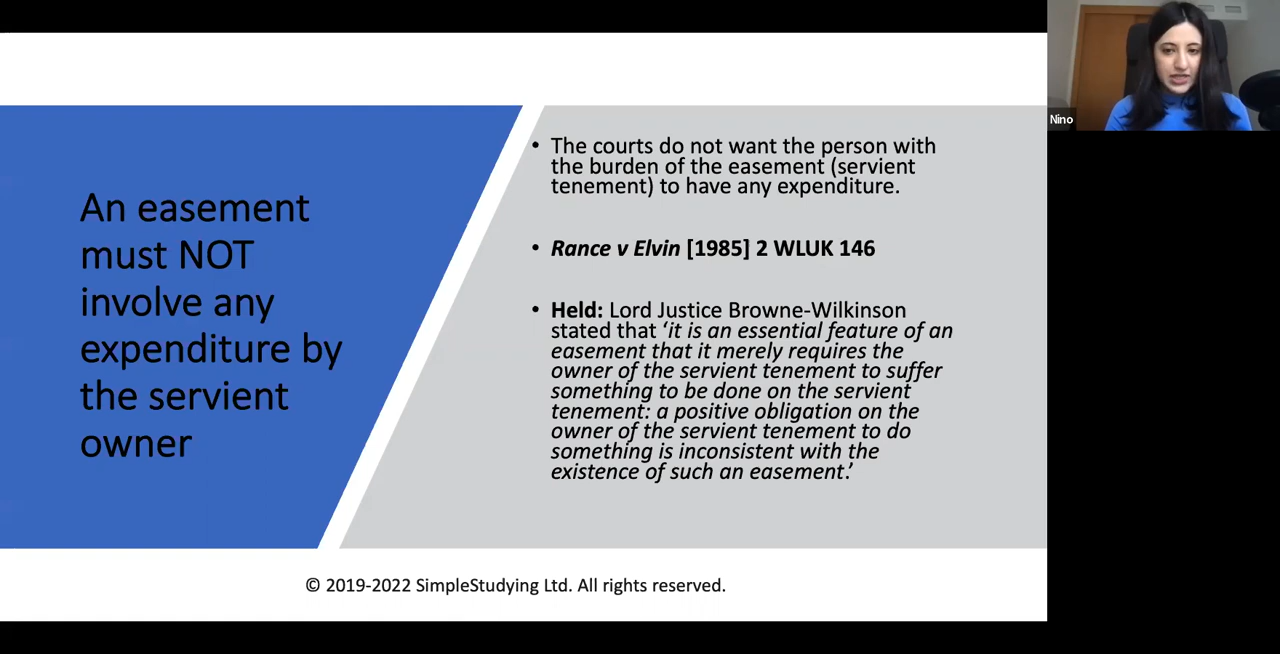 An easement
must NOT
involve any
expenditure by
the servient
owner
• The courts do not want the person with
the burden of the easement (servient
tenement) to have any expenditure.
• Rance v Elvin [1985] 2 WLUK 146
• Held: Lord Justice Browne-Wilkinson
stated that ‘it is an essential feature of an
easement that it merely requires the
owner of the servient tenement to suffer
something to be done on the servient
tenement: a positive obligation on the
owner of the servient tenement to do
something is inconsistent with the
existence of such an easement.’
© 2019-2022 SimpleStudying Ltd. All rights reserved.
Nino